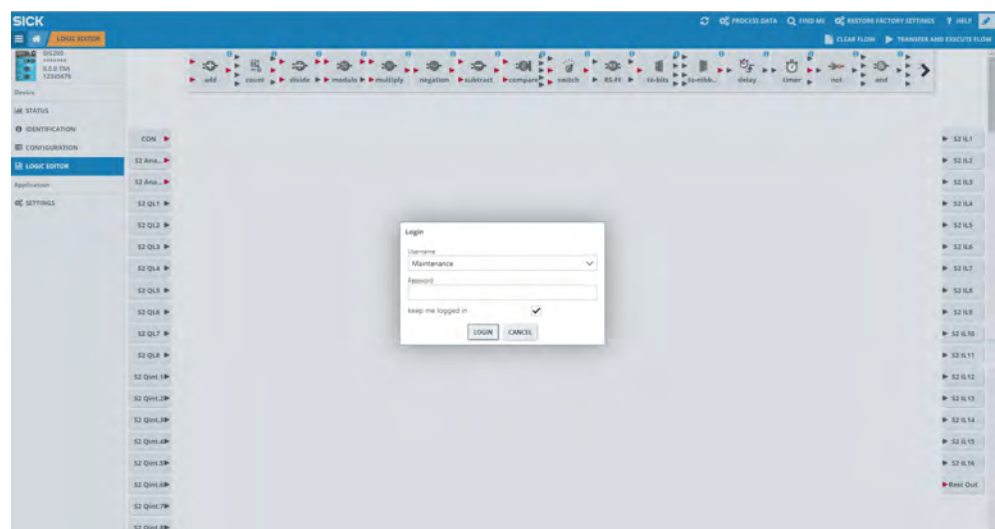 SICK
PROCESS DATA FIND ME RESTORE FACTORY SETTINGS ? HELP
LOGIC EDITOR
CLEAR FLOW TRANSFER AND EXECUTE FLOW
SIG200
12345678
add count divide modulo multiply negation subtract compare switch RS-FF to-bits to-nibb... delay timer not and
Device
STATUS
IDENTIFICATION
CONFIGURATION
LOGIC EDITOR
Application
SETTINGS
CON
S2 Ana...
S2 Ana...
S2 QL1
S2 QL2
S2 QL3
S2 QL4
S2 QL5
S2 QL6
S2 QL7
S2 QL8
S2 Qint.1
S2 Qint.2
S2 Qint.3
S2 Qint.4
S2 Qint.5
S2 Qint.6
S2 Qint.7
S2 Qint.8
Login
Username
Maintenance
Password
keep me logged in
LOGIN CANCEL
S2 IL1
S2 IL2
S2 IL3
S2 IL4
S2 IL5
S2 IL6
S2 IL7
S2 IL8
S2 IL9
S2 IL10
S2 IL11
S2 IL12
S2 IL13
S2 IL14
S2 IL15
S2 IL16
Rest Out